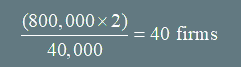 (800,000 × 2)
40,000
= 40 firms